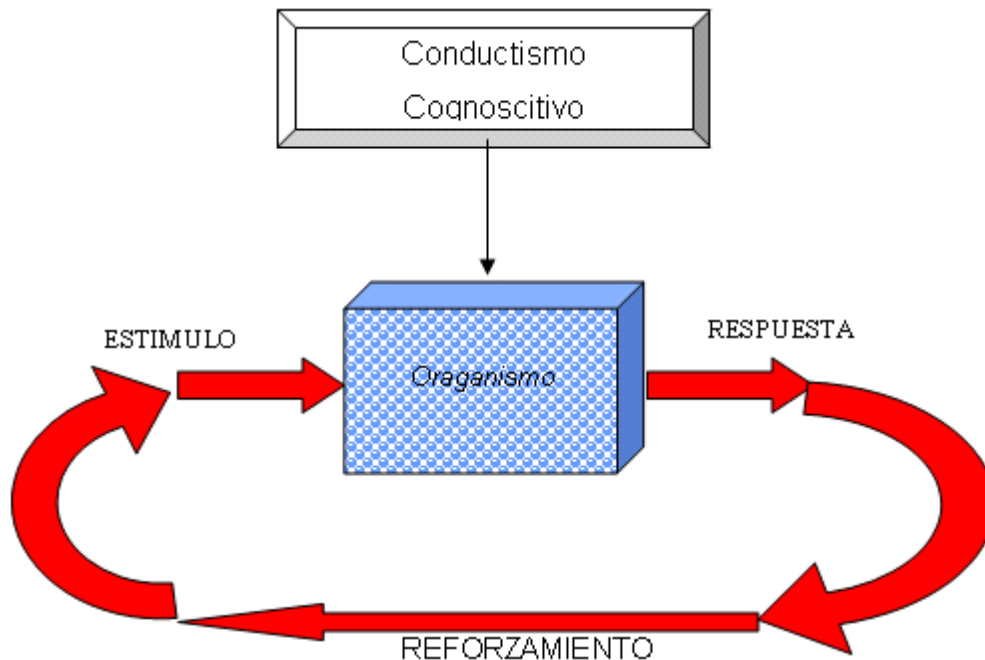 Conductismo
Cognoscitivo
ESTIMULO
RESPUESTA
Oraganismo
REFORZAMIENTO